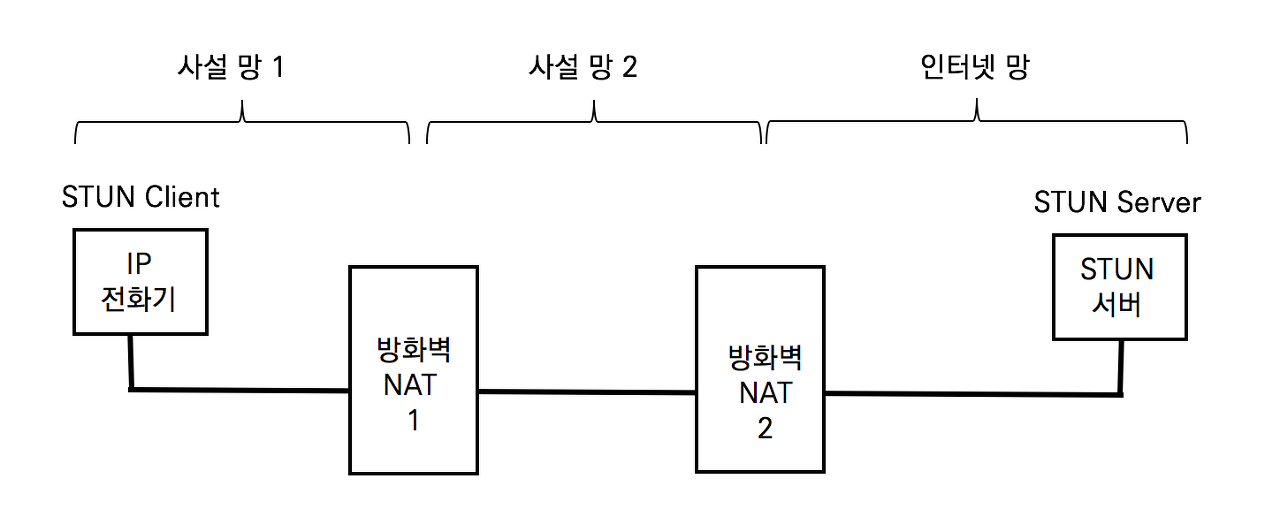 사설 망 1
사설 망 2
인터넷 망
STUN Client
STUN Server
IP
전화기
STUN
서버
방화벽
NAT
1
방화벽
NAT
2